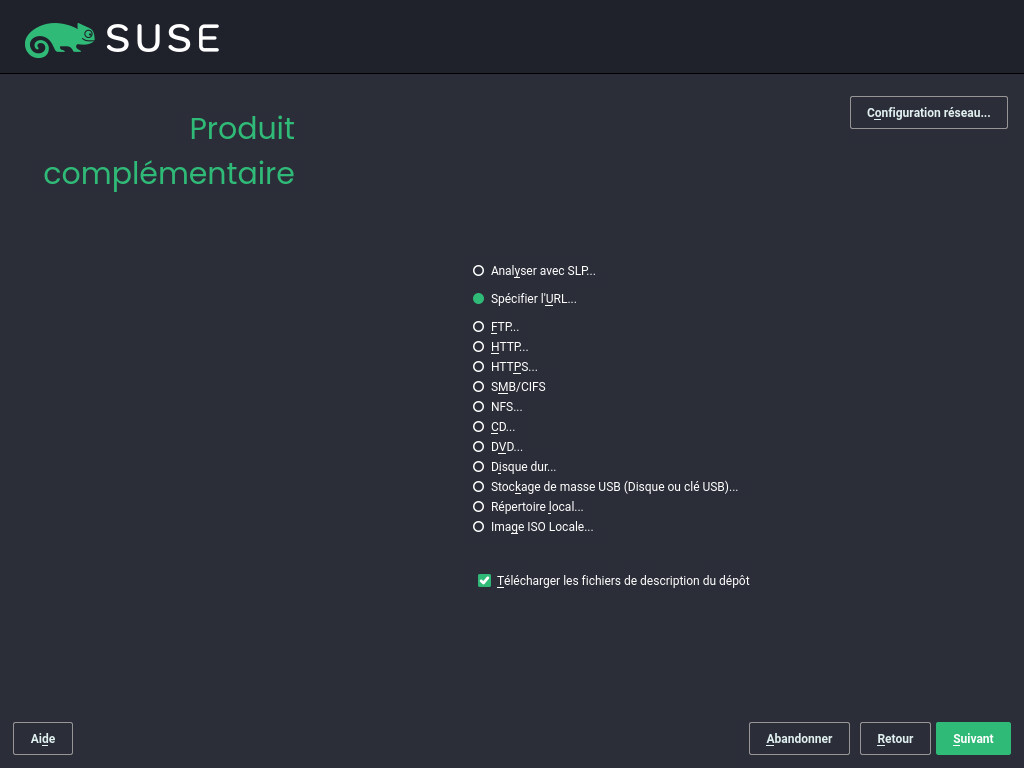 SUSE
Configuration réseau...
Produit
complémentaire
Analyser avec SLP...
Spécifier l'URL...
FTP...
HTTP...
HTTPS...
SMB/CIFS
NFS...
CD...
DVD...
Disque dur...
Stockage de masse USB (Disque ou clé USB)...
Répertoire local...
Image ISO Locale...
Télécharger les fichiers de description du dépôt
Aide
Abandonner
Retour
Suivant